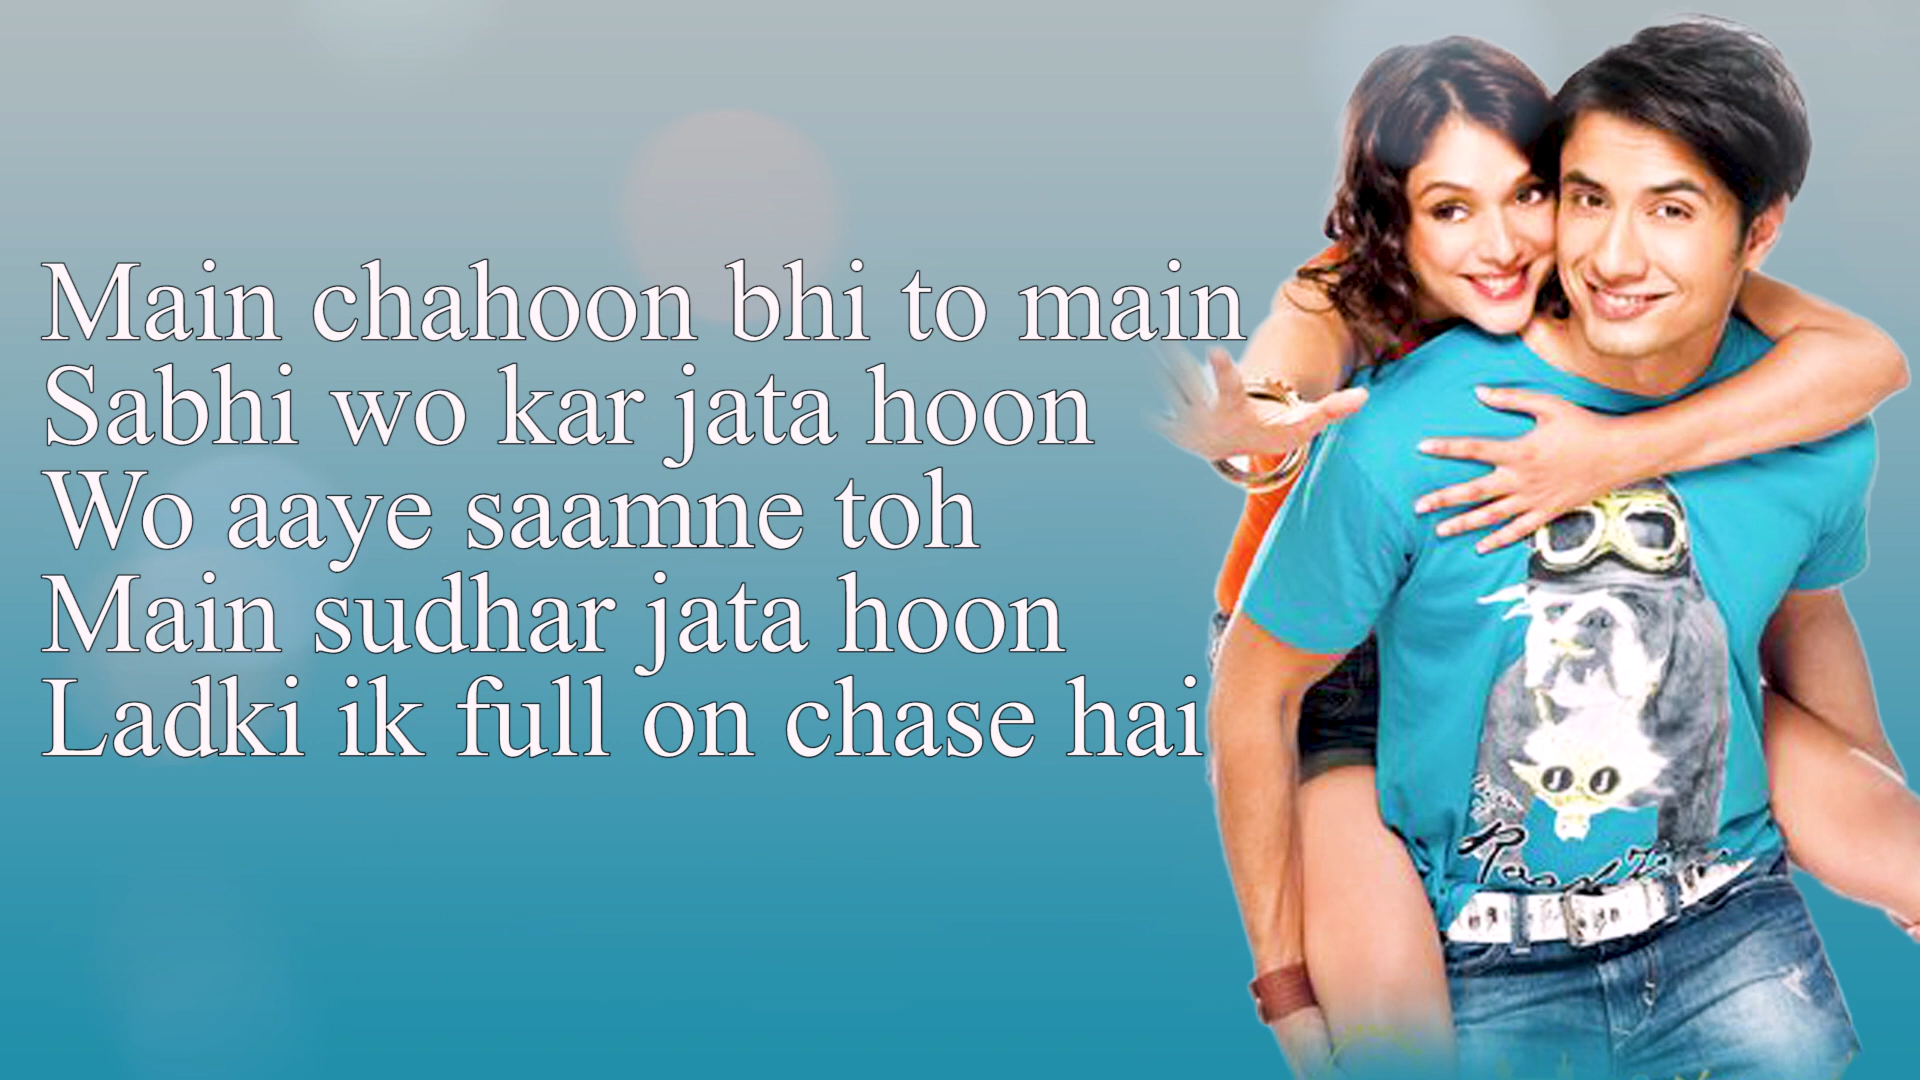 Main chahoon bhi to main
Sabhi wo kar jata hoon
Wo aaye saamne toh
Main sudhar jata hoon
Ladki ik full on chase hai